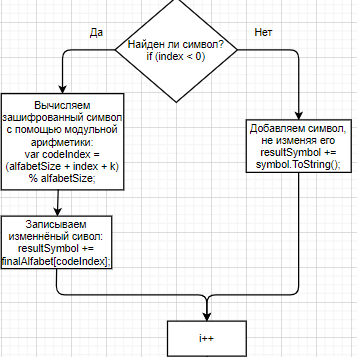 Да
Нет
Найден ли символ?
if (index < 0)
Вычисляем
зашифрованный символ
с помощью модульной
арифметики:
var codeIndex =
(alfabetSize + index + k)
% alfabetSize;
Добавляем символ,
не изменяя его
resultSymbol +=
symbol.ToString();
Записываем
изменнёный сивол:
resultSymbol +=
finalAlfabet[codeIndex];
i++